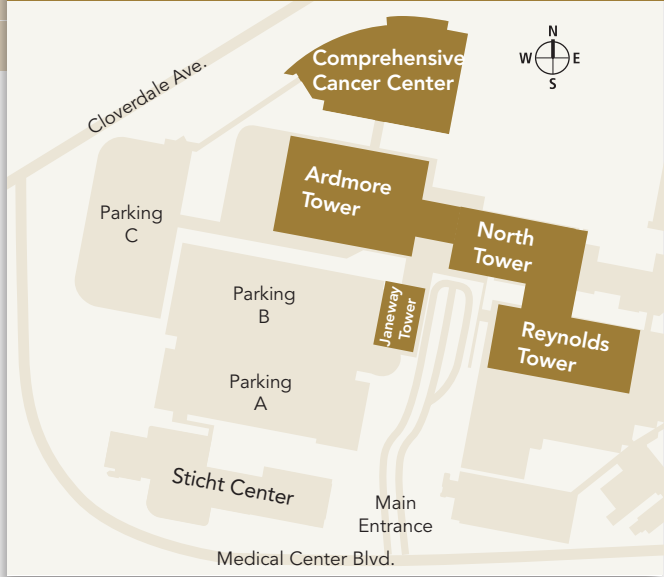 N
W E
S
Comprehensive
Cancer Center
Cloverdale Ave.
Ardmore
Tower
Parking
C
North
Tower
Parking
B
Janeway
Tower
Reynolds
Tower
Parking
A
Sticht Center
Main
Entrance
Medical Center Blvd.